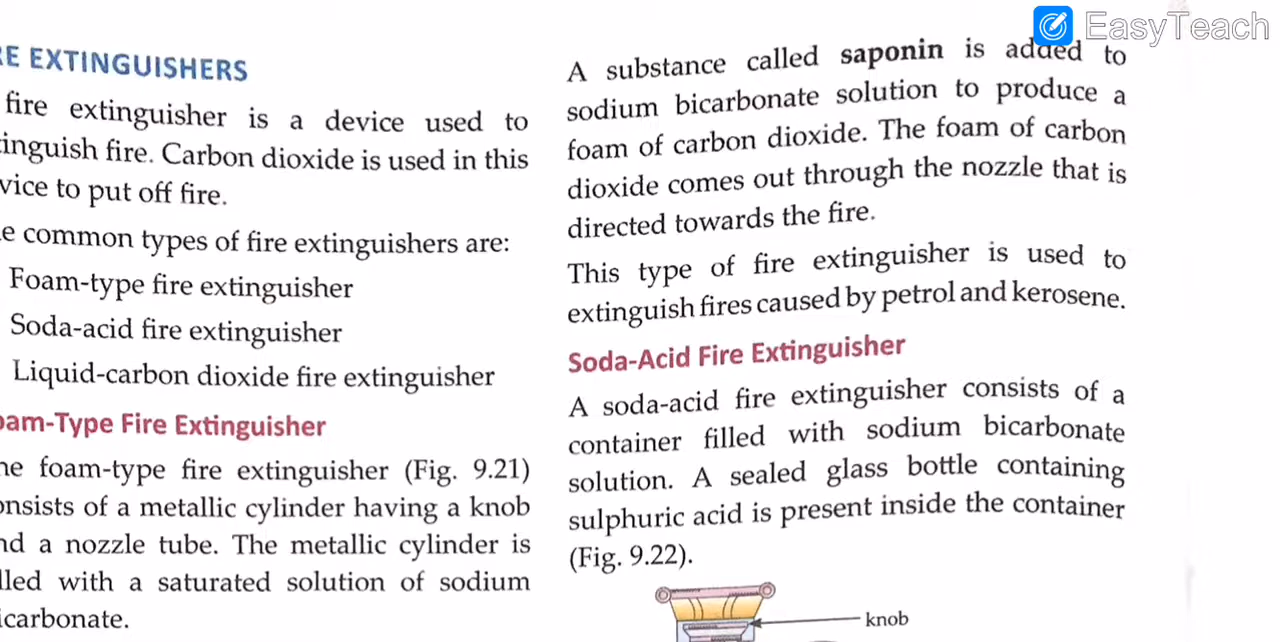 EasyTeach
RE EXTINGUISHERS
fire extinguisher is a device used to
inguish fire. Carbon dioxide is used in this
vice to put off fire.
e common types of fire extinguishers are:
Foam-type fire extinguisher
Soda-acid fire extinguisher
Liquid-carbon dioxide fire extinguisher
oam-Type Fire Extinguisher
he foam-type fire extinguisher (Fig. 9.21)
onsists of a metallic cylinder having a knob
nd a nozzle tube. The metallic cylinder is
lled with a saturated solution of sodium
icarbonate.
A substance called saponin is added to
sodium bicarbonate solution to produce a
foam of carbon dioxide. The foam of carbon
dioxide comes out through the nozzle that is
directed towards the fire.
This type of fire extinguisher is used to
extinguish fires caused by petrol and kerosene.
Soda-Acid Fire Extinguisher
A soda-acid fire extinguisher consists of a
container filled with sodium bicarbonate
solution. A sealed glass bottle containing
sulphuric acid is present inside the container
(Fig. 9.22).
knob